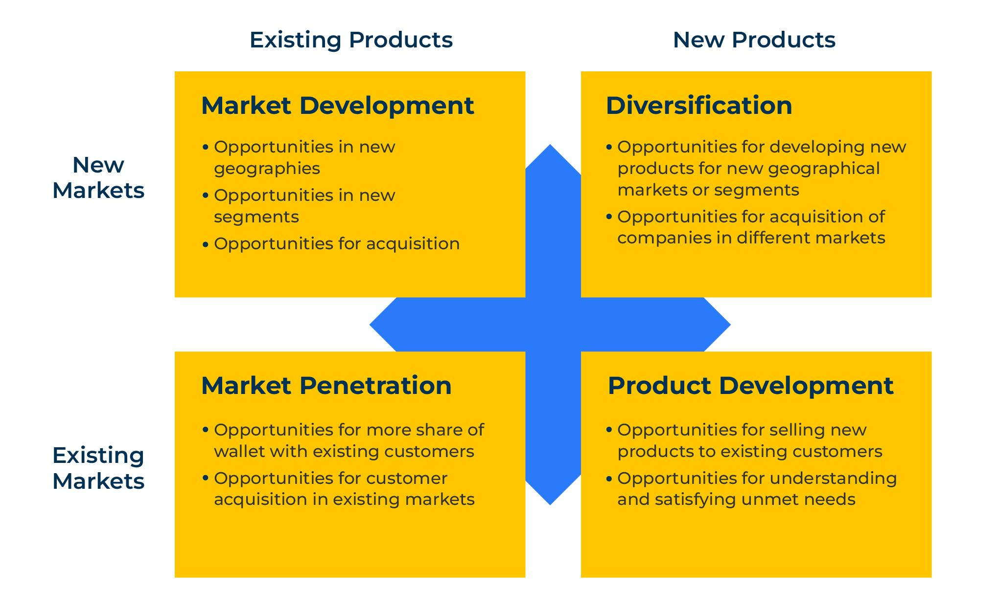 Existing Products
New Products
New
Markets
Market Development
• Opportunities in new
geographies
• Opportunities in new
segments
• Opportunities for acquisition
Diversification
• Opportunities for developing new
products for new geographical
markets or segments
• Opportunities for acquisition of
companies in different markets
Existing
Markets
Market Penetration
• Opportunities for more share of
wallet with existing customers
• Opportunities for customer
acquisition in existing markets
Product Development
• Opportunities for selling new
products to existing customers
• Opportunities for understanding
and satisfying unmet needs